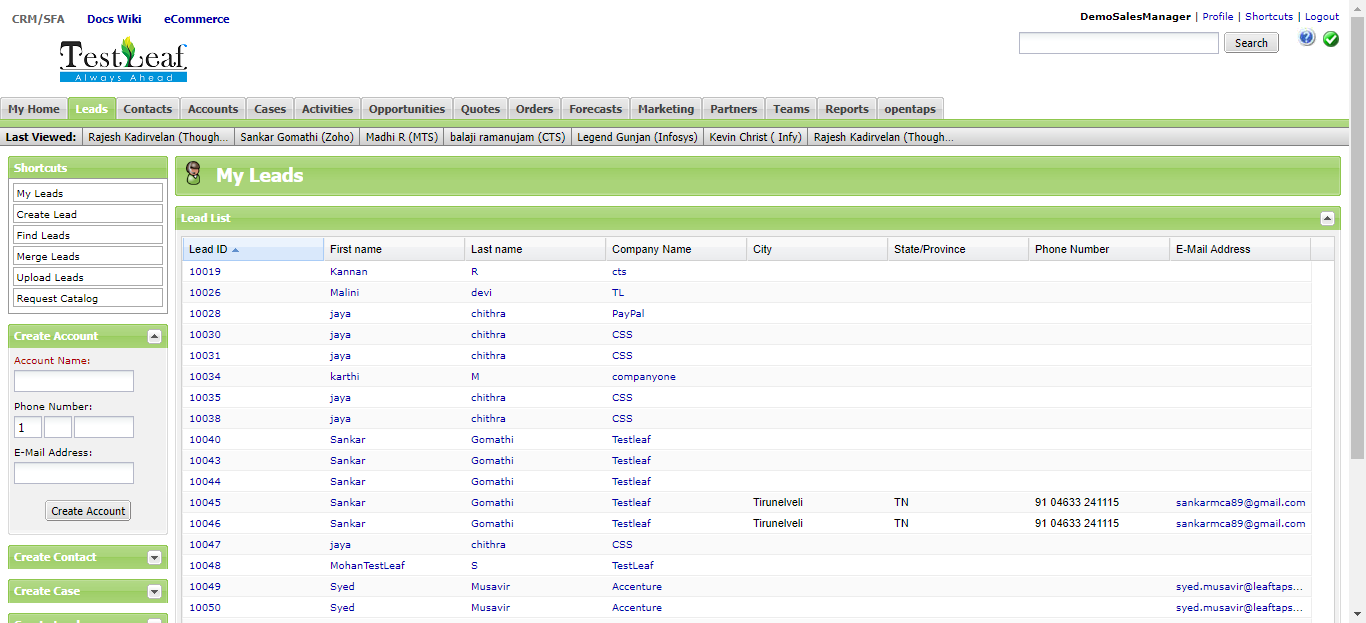 CRM/SFA Docs Wiki eCommerce
DemoSalesManager | Profile | Shortcuts | Logout
TestLeaf
Always Ahead
Search
?
My Home Leads Contacts Accounts Cases Activities Opportunities Quotes Orders Forecasts Marketing Partners Teams Reports opentaps
Last Viewed: Rajesh Kadirvelan (Though... Sankar Gomathi (Zoho) Madhi R (MTS) balaji ramanujam (CTS) Legend Gunjan (Infosys) Kevin Christ ( Infy) Rajesh Kadirvelan (Though...
Shortcuts
My Leads
Create Lead
Find Leads
Merge Leads
Upload Leads
Request Catalog
Create Account
Account Name:
Phone Number:
1
E-Mail Address:
Create Account
Create Contact
Create Case
My Leads
Lead List
Lead ID First name Last name Company Name City State/Province Phone Number E-Mail Address
10019 Kannan R cts
10026 Malini devi TL
10028 jaya chithra PayPal
10030 jaya chithra CSS
10031 jaya chithra CSS
10034 karthi M companyone
10035 jaya chithra CSS
10038 jaya chithra CSS
10040 Sankar Gomathi Testleaf
10043 Sankar Gomathi Testleaf
10044 Sankar Gomathi Testleaf
10045 Sankar Gomathi Testleaf Tirunelveli TN 91 04633 241115 sankarmca89@gmail.com
10046 Sankar Gomathi Testleaf Tirunelveli TN 91 04633 241115 sankarmca89@gmail.com
10047 jaya chithra CSS
10048 MohanTestLeaf S TestLeaf
10049 Syed Musavir Accenture syed.musavir@leaftaps...
10050 Syed Musavir Accenture syed.musavir@leaftaps...